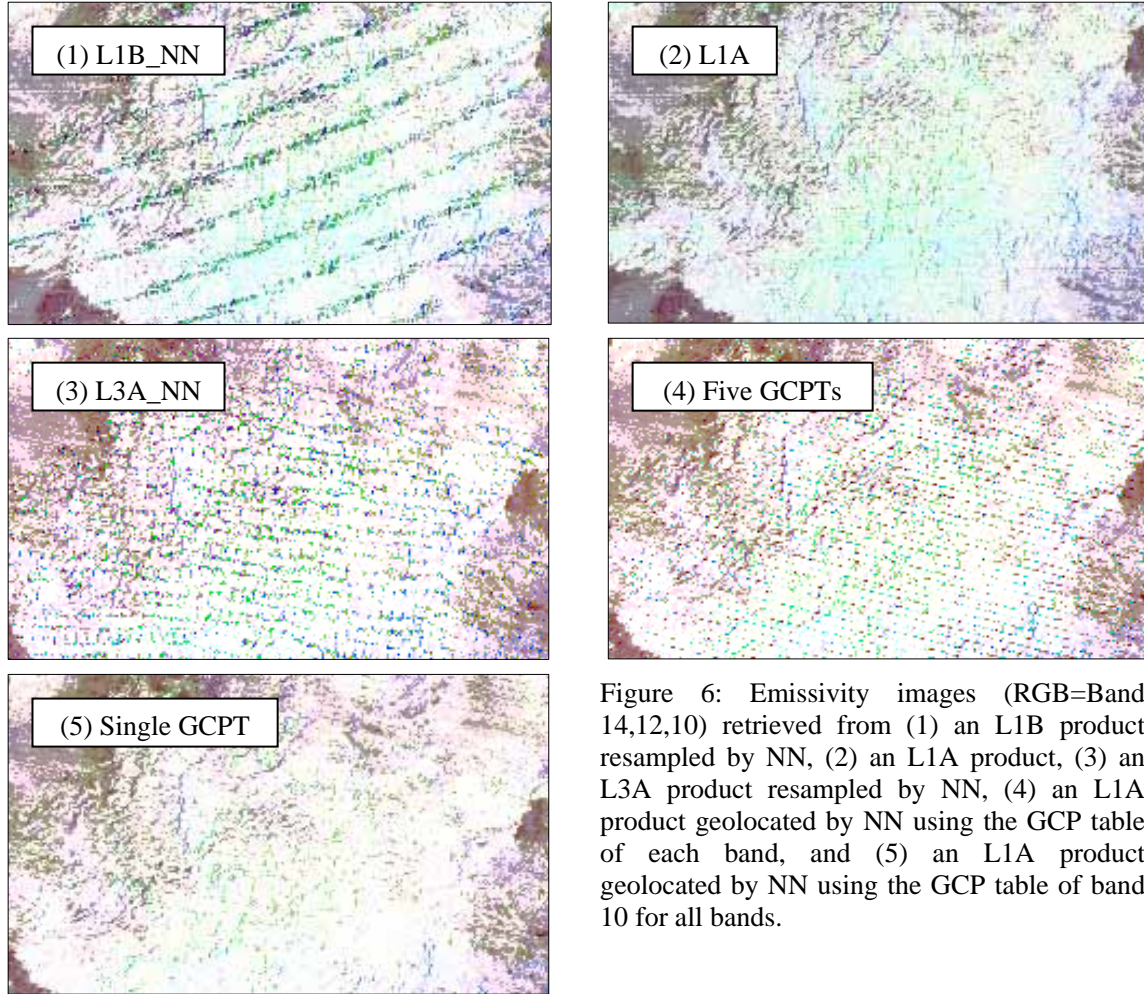 (1) L1B_NN
(2) L1A
(3) L3A_NN
(4) Five GCPTs
(5) Single GCPT
Figure 6: Emissivity images (RGB=Band
14,12,10) retrieved from (1) an L1B product
resampled by NN, (2) an L1A product, (3) an
L3A product resampled by NN, (4) an L1A
product geolocated by NN using the GCP table
of each band, and (5) an L1A product
geolocated by NN using the GCP table of band
10 for all bands.